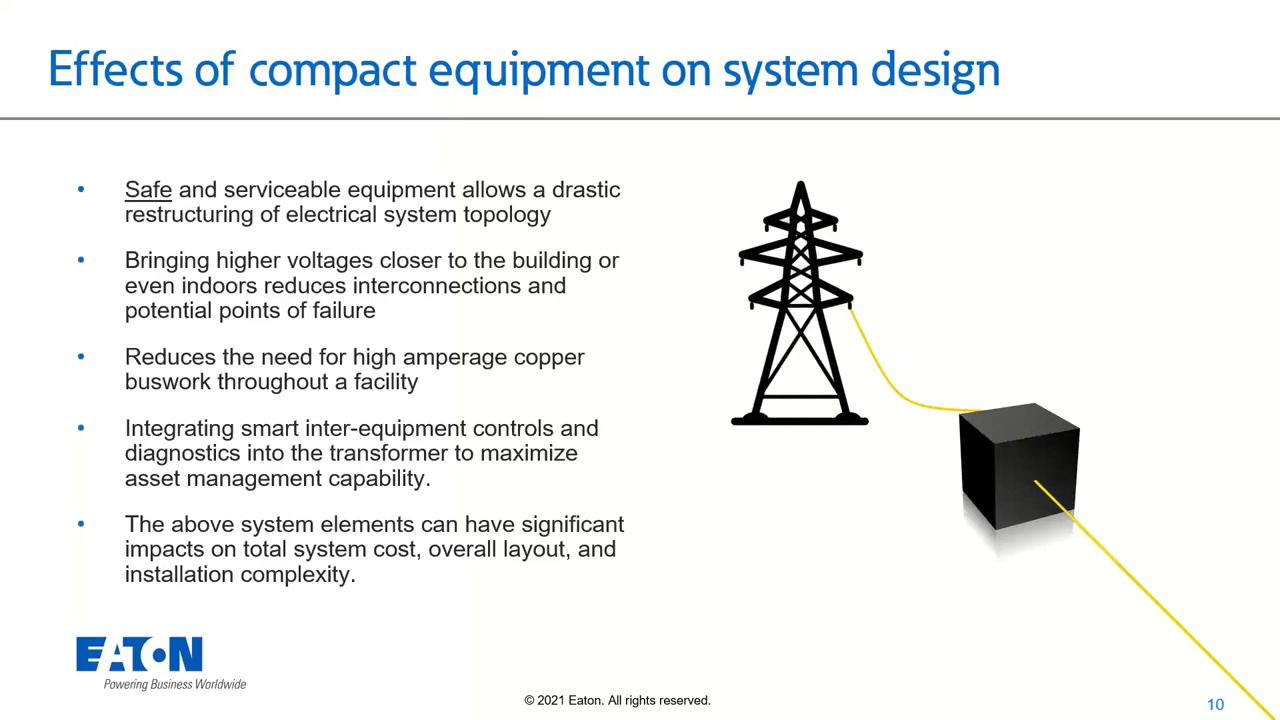 Effects of compact equipment on system design
• Safe and serviceable equipment allows a drastic
restructuring of electrical system topology
• Bringing higher voltages closer to the building or
even indoors reduces interconnections and
potential points of failure
• Reduces the need for high amperage copper
buswork throughout a facility
• Integrating smart inter-equipment controls and
diagnostics into the transformer to maximize
asset management capability.
• The above system elements can have significant
impacts on total system cost, overall layout, and
installation complexity.
EATON
Powering Business Worldwide
© 2021 Eaton. All rights reserved.
10